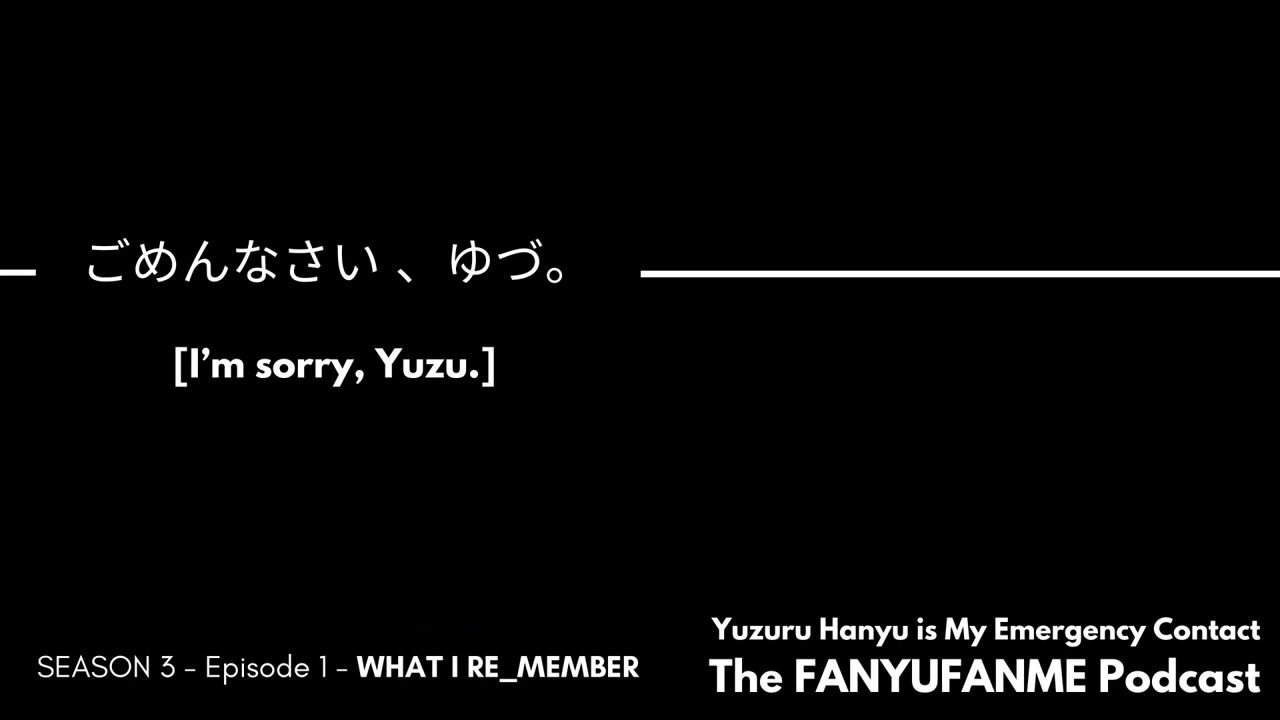 ごめんなさい 、ゆづ。
[I’m sorry, Yuzu.]
SEASON 3 – Episode 1 – WHAT I RE_MEMBER
Yuzuru Hanyu is My Emergency Contact
The FANYUFANME Podcast